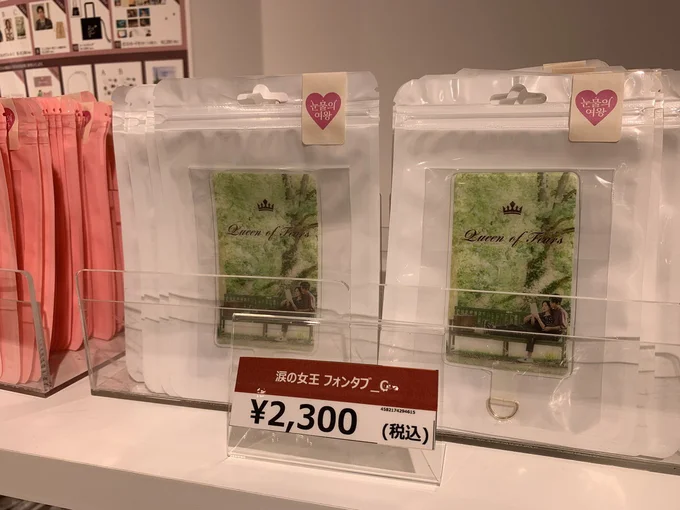 눈물의
여왕
눈물의
여왕
Queen of Tears
Queen of Tears
涙の女王 フォンタブ_C
4582174294615
¥2,300
(税込)